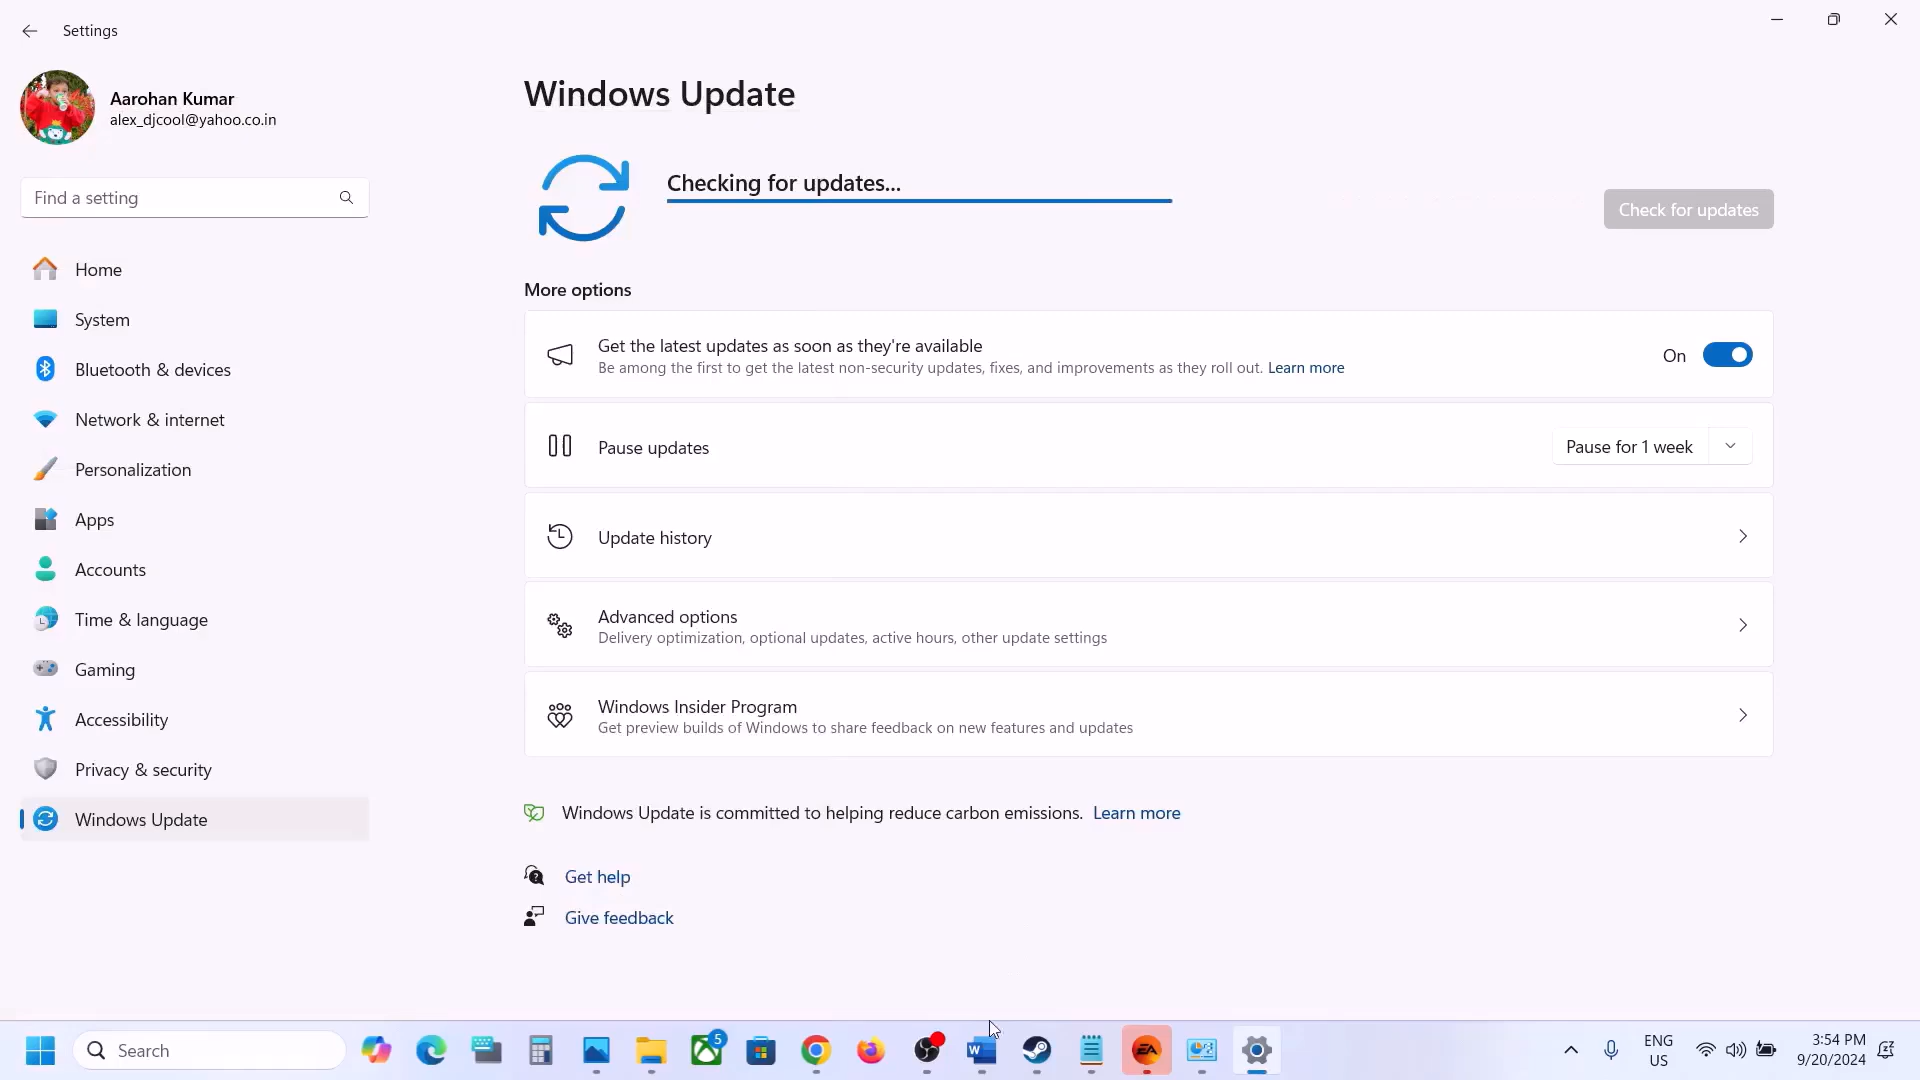 Settings
Aarohan Kumar
alex_djcool@yahoo.co.in
Find a setting
Home
System
Bluetooth & devices
Network & internet
Personalization
Apps
Accounts
Time & language
Gaming
Accessibility
Privacy & security
Windows Update
Windows Update
Checking for updates...
Check for updates
More options
Get the latest updates as soon as they're available
Be among the first to get the latest non-security updates, fixes, and improvements as they roll out. Learn more
On
Pause updates
Pause for 1 week
Update history
Advanced options
Delivery optimization, optional updates, active hours, other update settings
Windows Insider Program
Get preview builds of Windows to share feedback on new features and updates
Windows Update is committed to helping reduce carbon emissions. Learn more
Get help
Give feedback
Search
5
W
EA
ENG
US
3:54 PM
9/20/2024